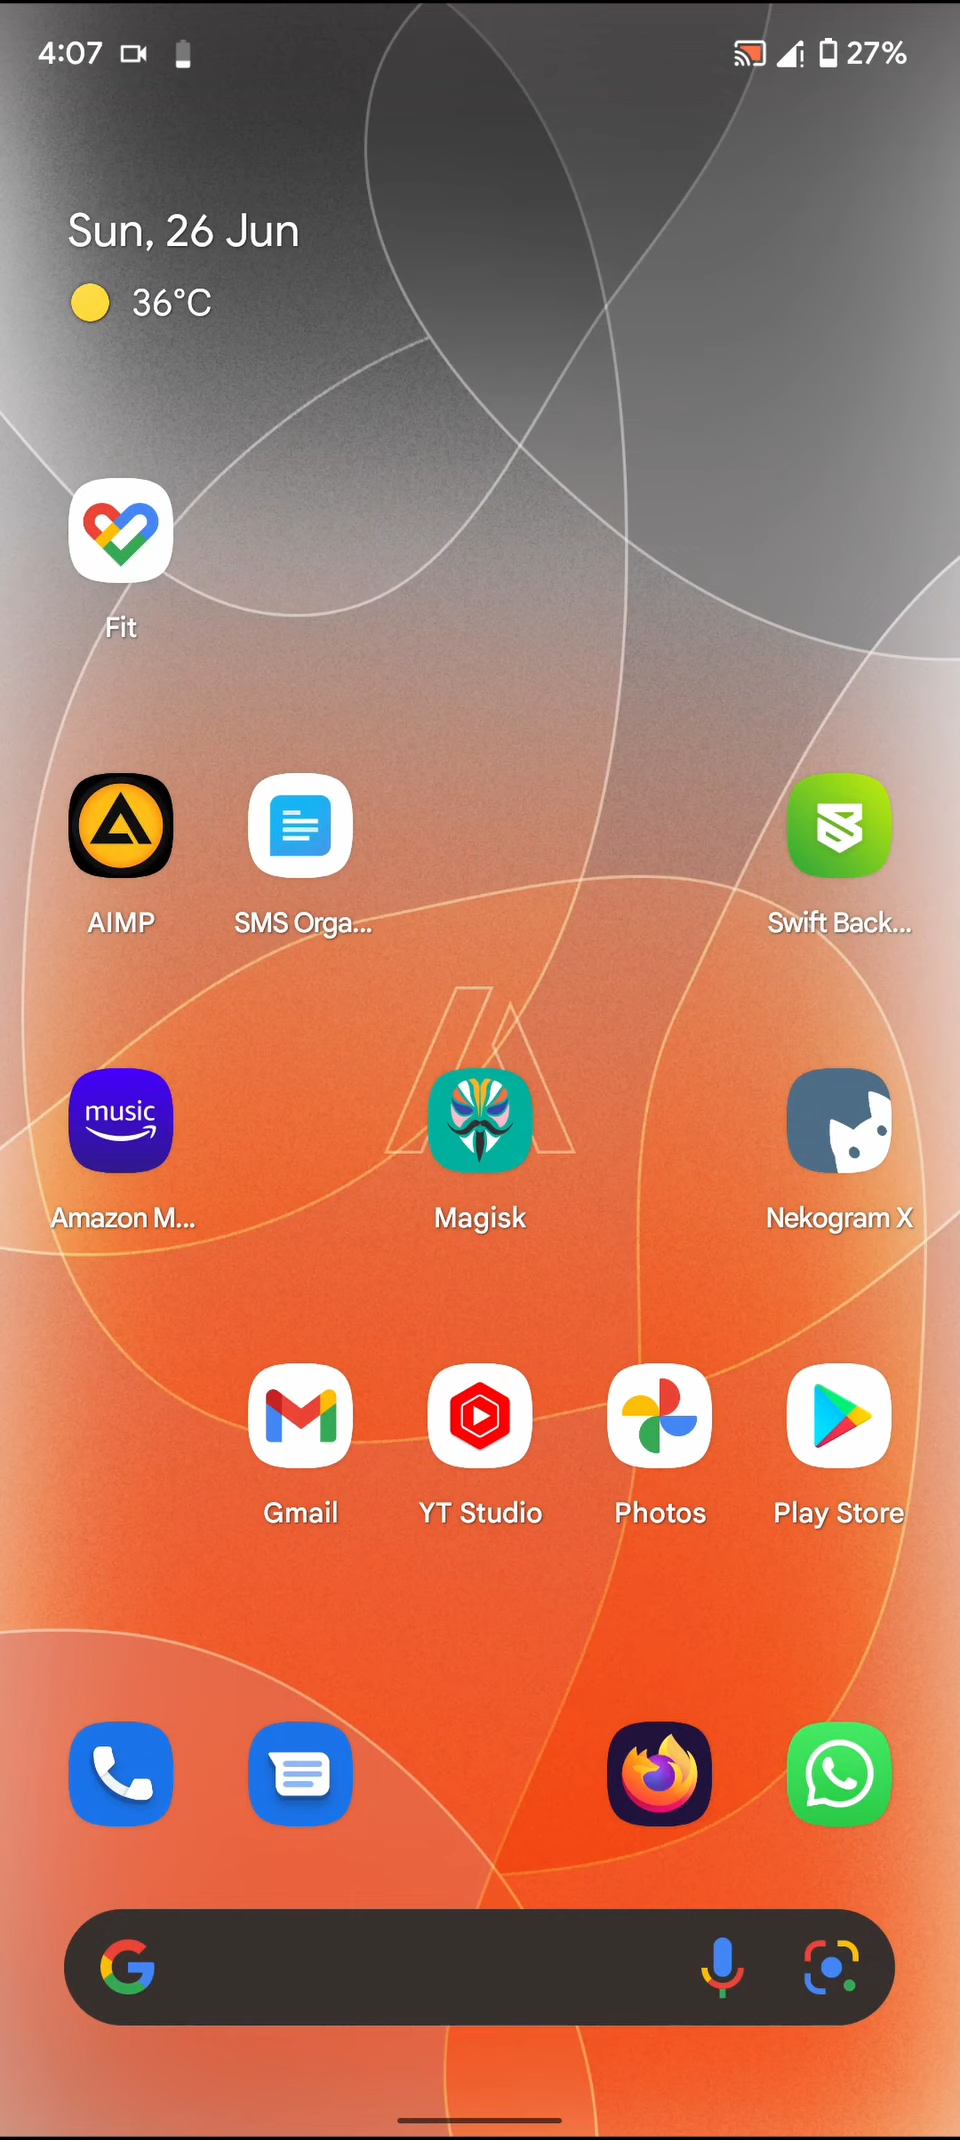 4:07 27%
Sun, 26 Jun
36°C
Fit
AIMP SMS Orga... Swift Back...
music
Amazon M... Magisk Nekogram X
Gmail YT Studio Photos Play Store